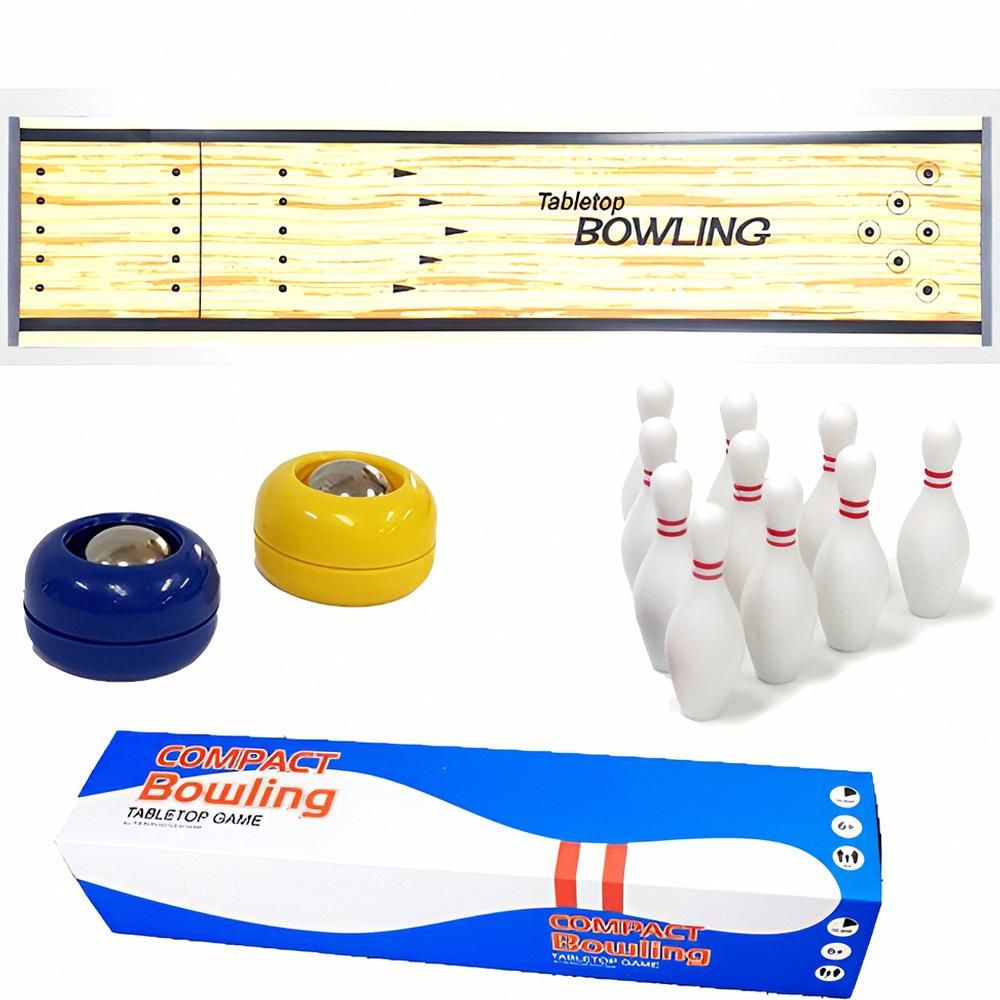 Tabletop
BOWLING
COMPACT
Bowling
TABLETOP GAME
COMPACT
Bowling
TABLETOP GAME